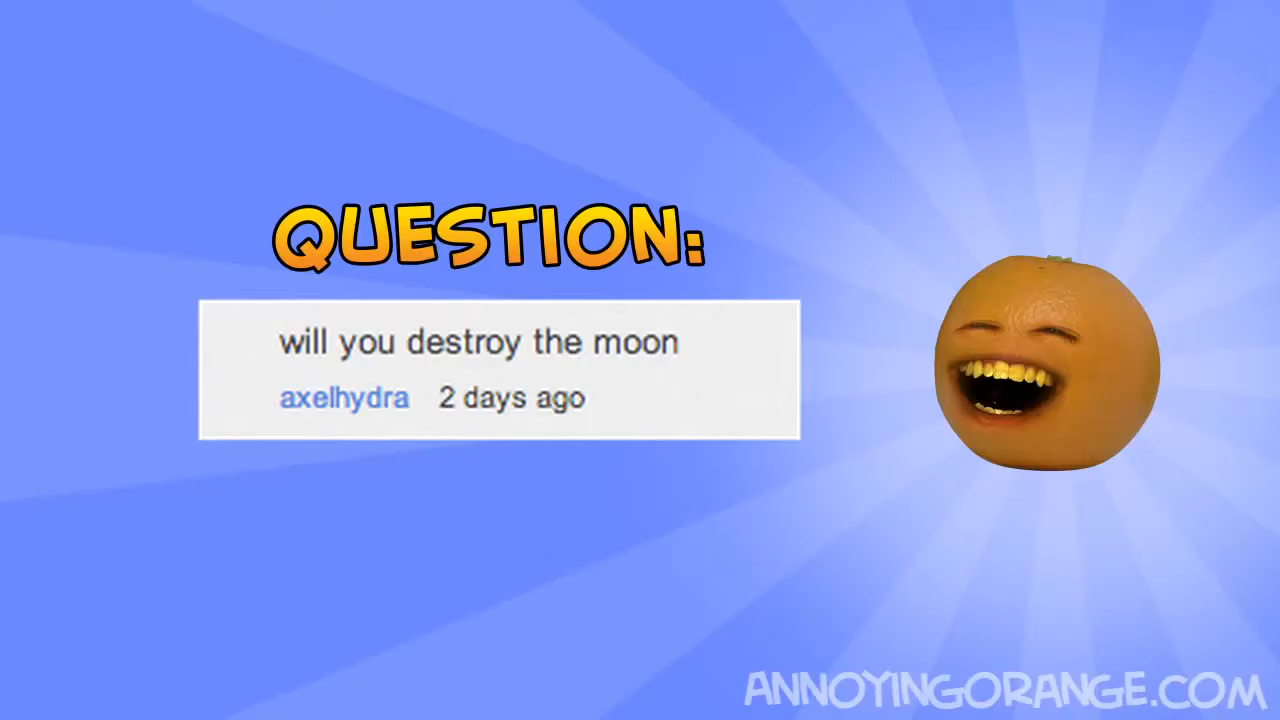 QUESTION:
will you destroy the moon
axelhydra 2 days ago
ANNOYINGORANGE.COM